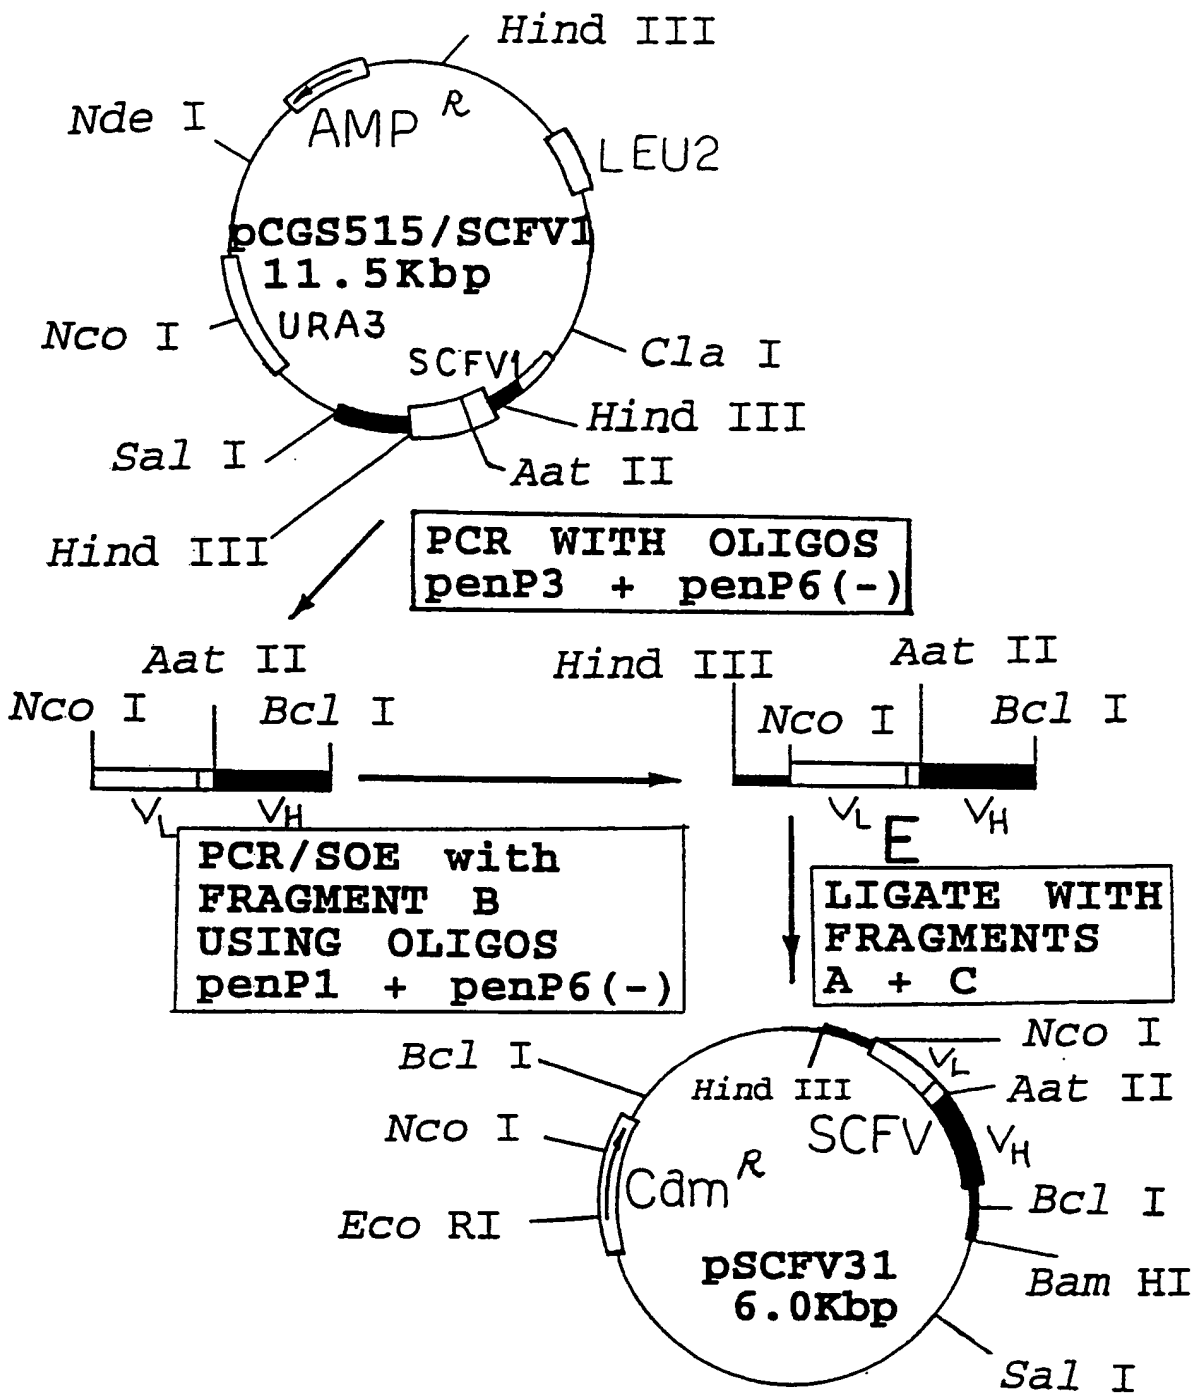 Hind III
Nde I
AMP R
LEU2
pCGS515/SCFV1
11.5Kbp
Nco I
URA3
SCFV1
Cla I
Hind III
Sal I
Aat II
Hind III
PCR WITH OLIGOS
penP3 + penP6(-)
Aat II
Nco I
Bcl I
VL
VH
Hind III
Aat II
Nco I
Bcl I
VL
VH
E
PCR/SOE with
FRAGMENT B
USING OLIGOS
penP1 + penP6(-)
LIGATE WITH
FRAGMENTS
A + C
Bcl I
Nco I
Hind III
VL
Aat II
Nco I
SCFV
VH
Cam R
Bcl I
Eco RI
pSCFV31
6.0Kbp
Bam HI
Sal I